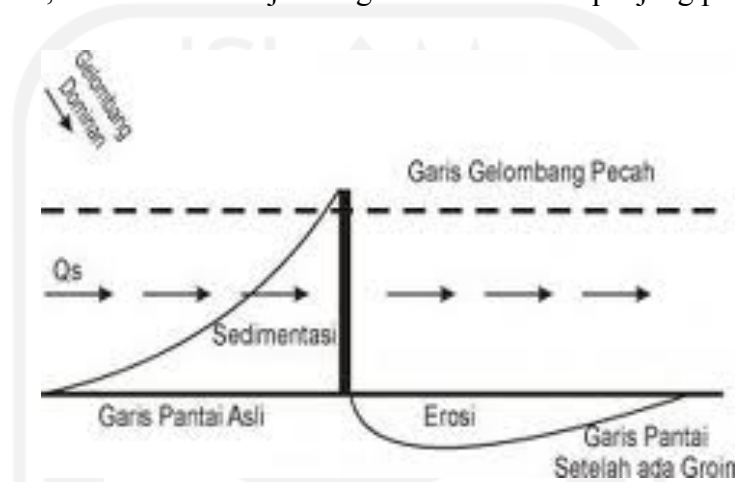 Gelombang
Dominan
Garis Gelombang Pecah
Qs
Sedimentasi
Garis Pantai Asli
Erosi
Garis Pantai
Setelah ada Groin